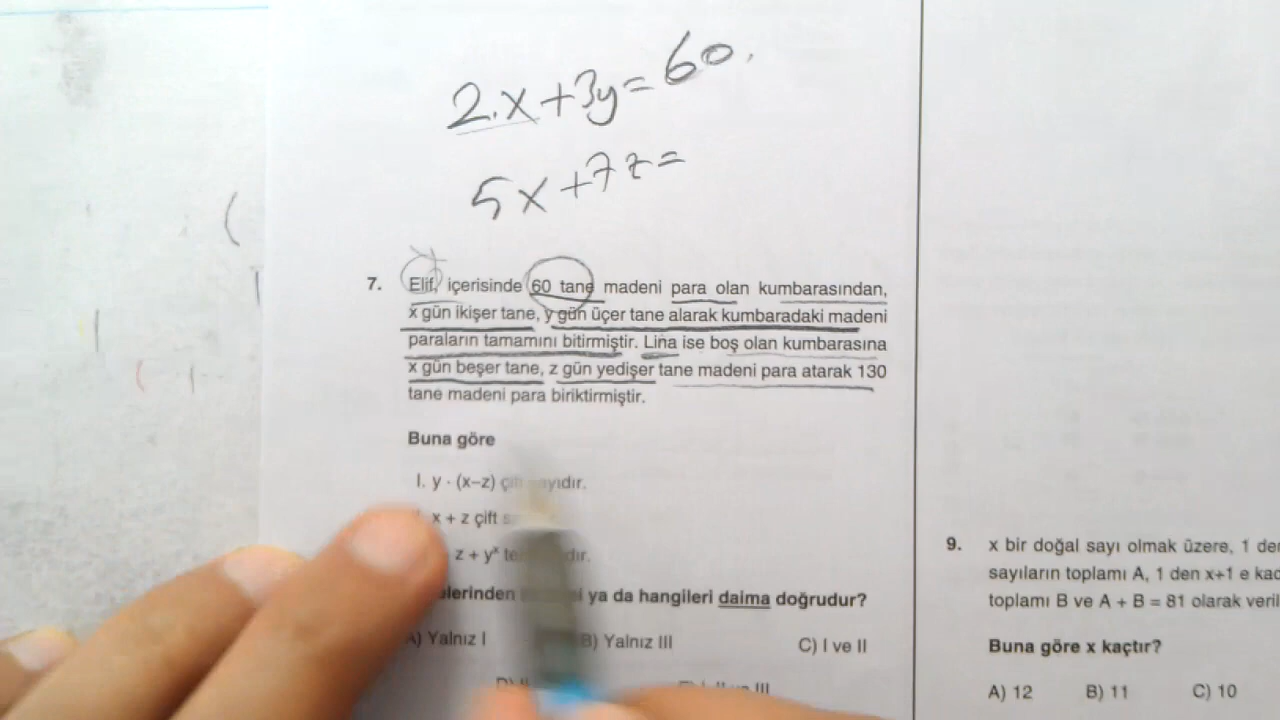 2.x+3y=60.
5x+7z=
7. Elif, içerisinde 60 tane madeni para olan kumbarasından,
x gün ikişer tane, y gün üçer tane alarak kumbaradaki madeni
paraların tamamını bitirmiştir. Lina ise boş olan kumbarasına
x gün beşer tane, z gün yedişer tane madeni para atarak 130
tane madeni para biriktirmiştir.
Buna göre
I. y · (x–z) çift sayıdır.
x + z çift
z + yˣ
ya da hangileri daima doğrudur?
A) Yalnız I B) Yalnız III C) I ve II
9. x bir doğal sayı olmak üzere, 1 den
sayıların toplamı A, 1 den x+1 e
toplamı B ve A + B = 81 olarak
Buna göre x kaçtır?
A) 12 B) 11 C) 10